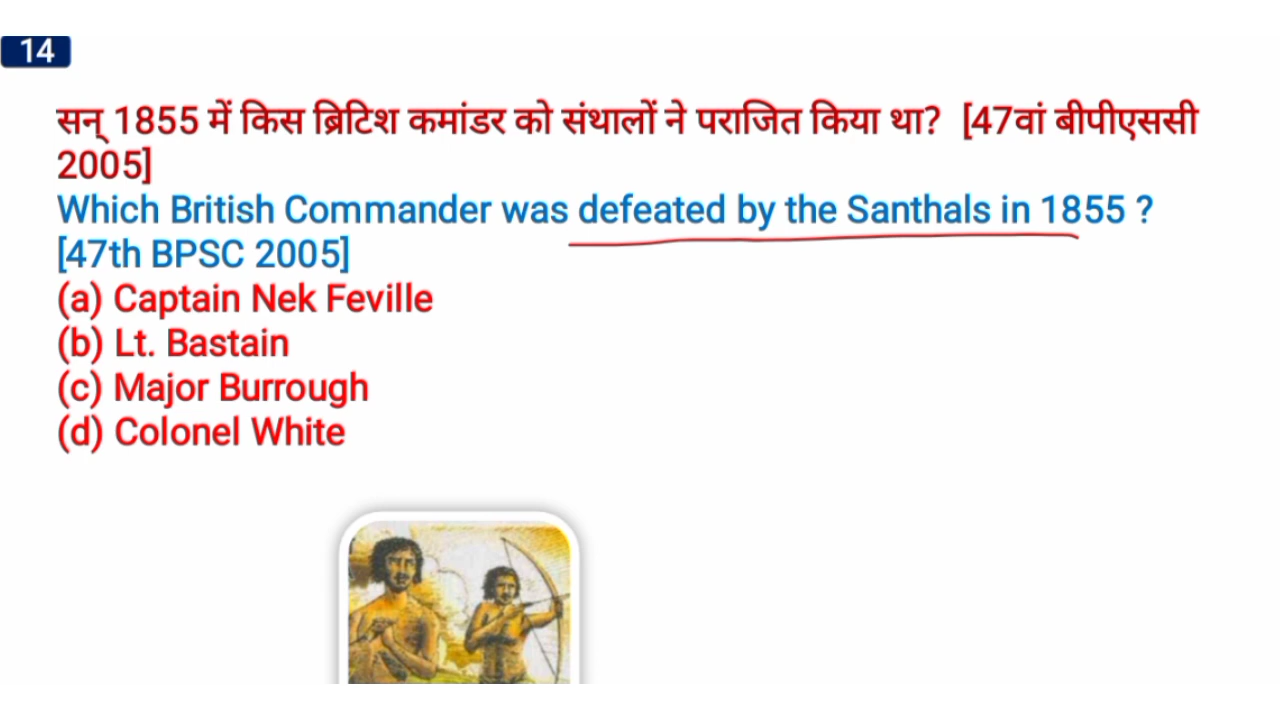 14
सन् 1855 में किस ब्रिटिश कमांडर को संथालों ने पराजित किया था? [47वां बीपीएससी
2005]
Which British Commander was defeated by the Santhals in 1855 ?
[47th BPSC 2005]
(a) Captain Nek Feville
(b) Lt. Bastain
(c) Major Burrough
(d) Colonel White